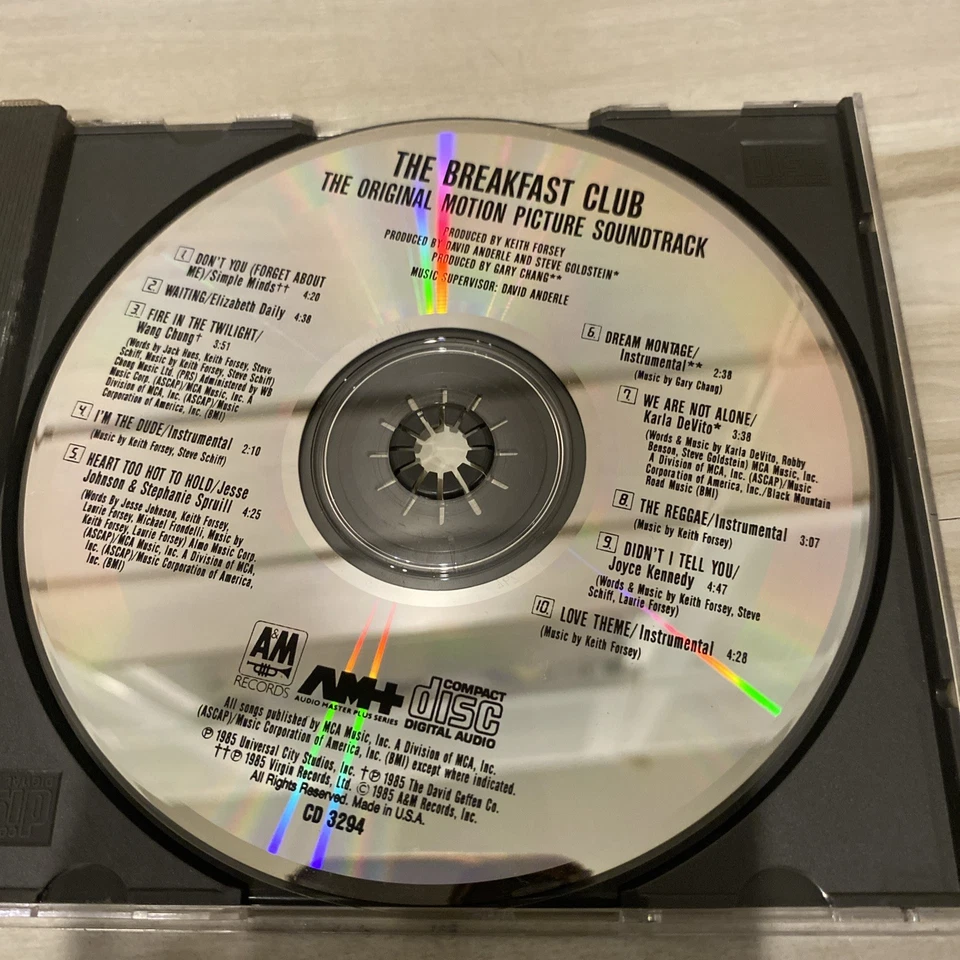 THE BREAKFAST CLUB
THE ORIGINAL MOTION PICTURE SOUNDTRACK
PRODUCED BY KEITH FORSEY
PRODUCED BY DAVID ANDERLE AND STEVE GOLDSTEIN*
PRODUCED BY GARY CHANG**
MUSIC SUPERVISOR: DAVID ANDERLE
1. DON'T YOU (FORGET ABOUT
ME)/Simple Minds†† 4:20
2 WAITING/Elizabeth Daily 4:38
3. FIRE IN THE TWILIGHT/
Wang Chung† 3:51
(Words by Jack Hues, Keith Forsey, Steve
Schiff, Music by Keith Forsey, Steve Schiff)
Chong Music Ltd. (PRS) Administered by WB
Music Corp. (ASCAP)/MCA Music, Inc. A
Division of MCA, Inc. (ASCAP)/Music
Corporation of America, Inc. (BMI)
4. I'M THE DUDE/Instrumental 2:10
(Music by Keith Forsey, Steve Schiff)
5. HEART TOO HOT TO HOLD/Jesse
Johnson & Stephanie Spruill 4:25
(Words By Jesse Johnson, Keith Forsey,
Laurie Forsey, Michael Frondelli, Music by
Keith Forsey, Laurie Forsey) Almo Music Corp.
(ASCAP)/MCA Music, Inc. A Division of MCA,
Inc. (ASCAP)/Music Corporation of America,
Inc. (BMI)
6. DREAM MONTAGE/
Instrumental** 2:38
(Music by Gary Chang)
7. WE ARE NOT ALONE/
Karla DeVito* 3:38
(Words & Music by Karla DeVito, Robby
Benson, Steve Goldstein) MCA Music, Inc.
A Division of MCA, Inc. (ASCAP)/Music
Corporation of America, Inc./Black Mountain
Road Music (BMI)
8. THE REGGAE/Instrumental 3:07
(Music by Keith Forsey)
9. DIDN'T I TELL YOU/
Joyce Kennedy 4:47
(Words & Music by Keith Forsey, Steve
Schiff, Laurie Forsey)
10. LOVE THEME/Instrumental 4:28
(Music by Keith Forsey)
A&M
RECORDS
AM+
AUDIO MASTER PLUS SERIES
COMPACT
disc
DIGITAL AUDIO
All songs published by MCA Music, Inc. A Division of MCA, Inc.
(ASCAP)/Music Corporation of America, Inc. (BMI) except where indicated.
℗ 1985 Universal City Studios, Inc. †℗ 1985 The David Geffen Co.
††℗ 1985 Virgin Records, Ltd. © 1985 A&M Records, Inc.
All Rights Reserved. Made in U.S.A.
CD 3294